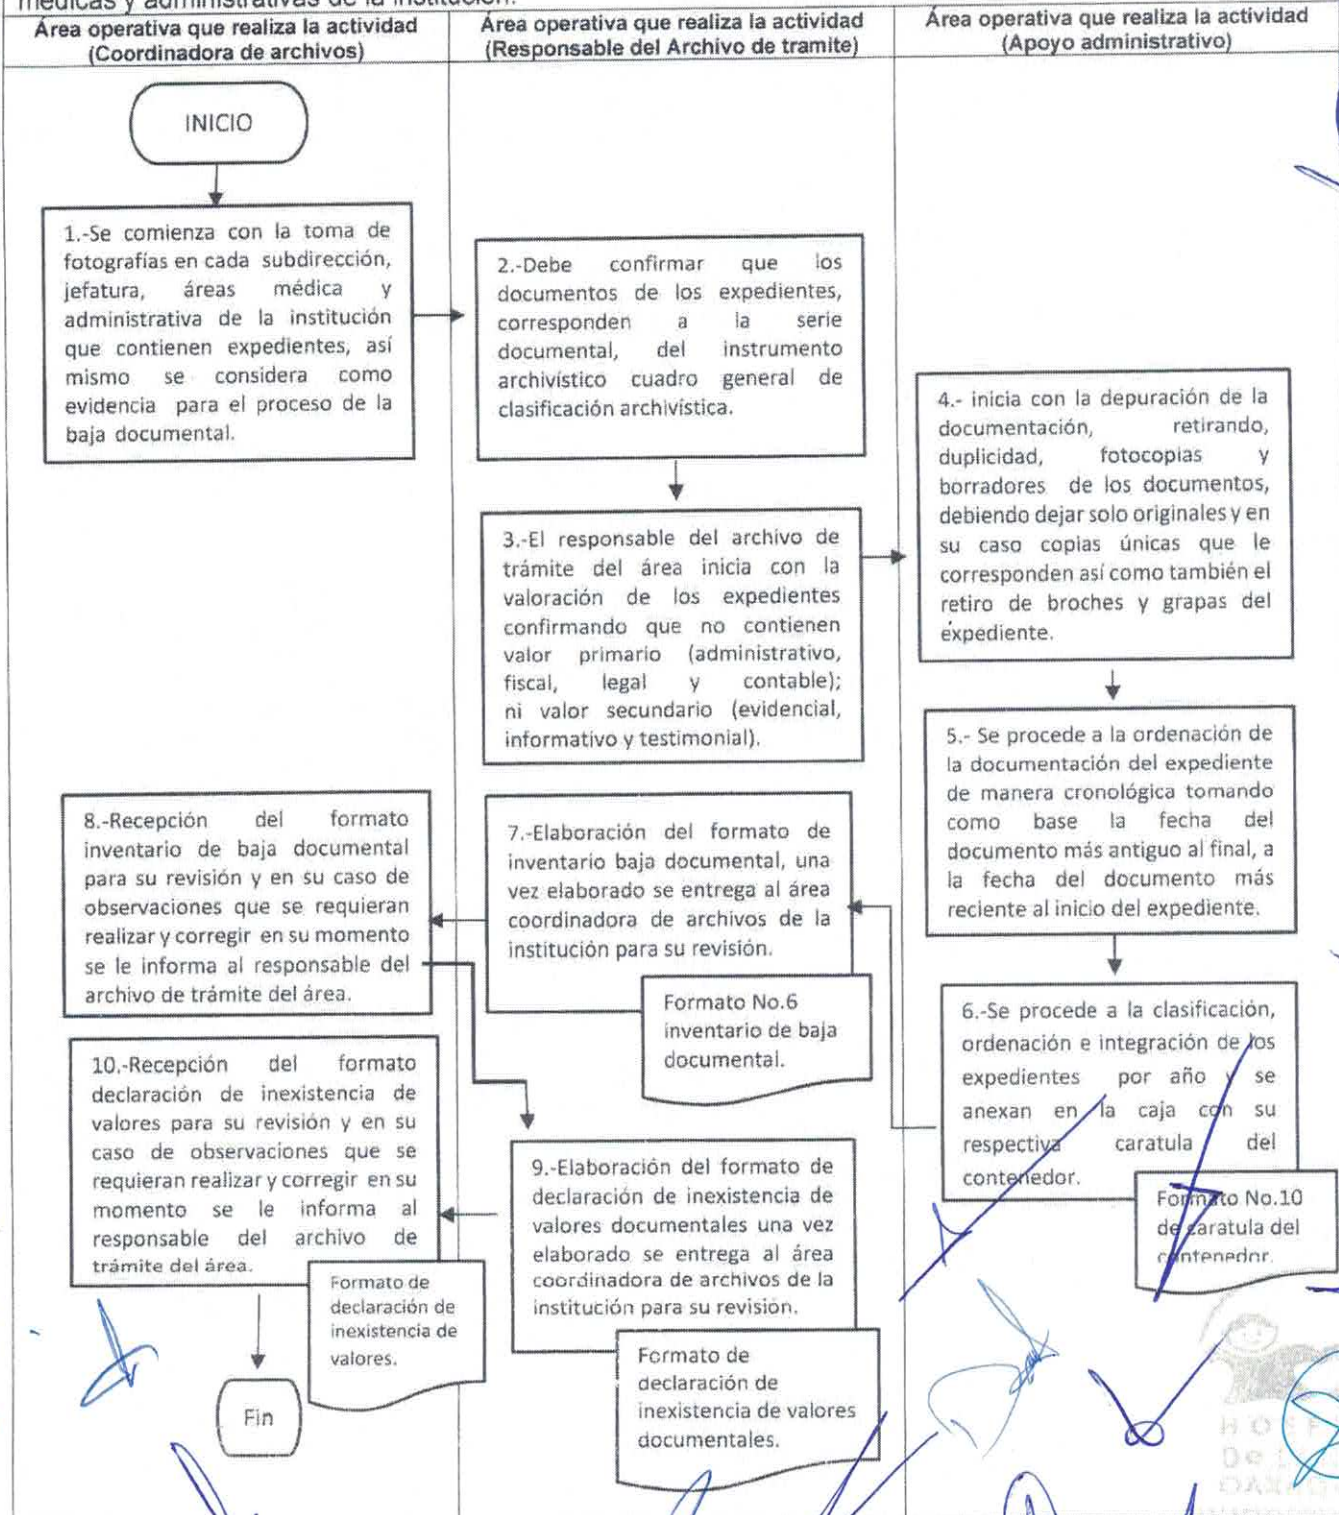 médicas y administrativas de la institución.
Área operativa que realiza la actividad
(Coordinadora de archivos)
Área operativa que realiza la actividad
(Responsable del Archivo de tramite)
Área operativa que realiza la actividad
(Apoyo administrativo)
INICIO
1.-Se comienza con la toma de
fotografías en cada subdirección,
jefatura, áreas médica y
administrativa de la institución
que contienen expedientes, así
mismo se considera como
evidencia para el proceso de la
baja documental.
2.-Debe confirmar que los
documentos de los expedientes,
corresponden a la serie
documental, del instrumento
archivístico cuadro general de
clasificación archivística.
3.-El responsable del archivo de
trámite del área inicia con la
valoración de los expedientes
confirmando que no contienen
valor primario (administrativo,
fiscal, legal y contable);
ni valor secundario (evidencial,
informativo y testimonial).
4.- inicia con la depuración de la
documentación, retirando,
duplicidad, fotocopias y
borradores de los documentos,
debiendo dejar solo originales y en
su caso copias únicas que le
corresponden así como también el
retiro de broches y grapas del
expediente.
5.- Se procede a la ordenación de
la documentación del expediente
de manera cronológica tomando
como base la fecha del
documento más antiguo al final, a
la fecha del documento más
reciente al inicio del expediente.
6.-Se procede a la clasificación,
ordenación e integración de los
expedientes por año y se
anexan en la caja con su
respectiva caratula del
contenedor.
Formato No.10
de caratula del
contenedor.
7.-Elaboración del formato de
inventario baja documental, una
vez elaborado se entrega al área
coordinadora de archivos de la
institución para su revisión.
Formato No.6
inventario de baja
documental.
8.-Recepción del formato
inventario de baja documental
para su revisión y en su caso de
observaciones que se requieran
realizar y corregir en su momento
se le informa al responsable del
archivo de trámite del área.
9.-Elaboración del formato de
declaración de inexistencia de
valores documentales una vez
elaborado se entrega al área
coordinadora de archivos de la
institución para su revisión.
Formato de
declaración de
inexistencia de valores
documentales.
10.-Recepción del formato
declaración de inexistencia de
valores para su revisión y en su
caso de observaciones que se
requieran realizar y corregir en su
momento se le informa al
responsable del archivo de
trámite del área.
Formato de
declaración de
inexistencia de
valores.
Fin